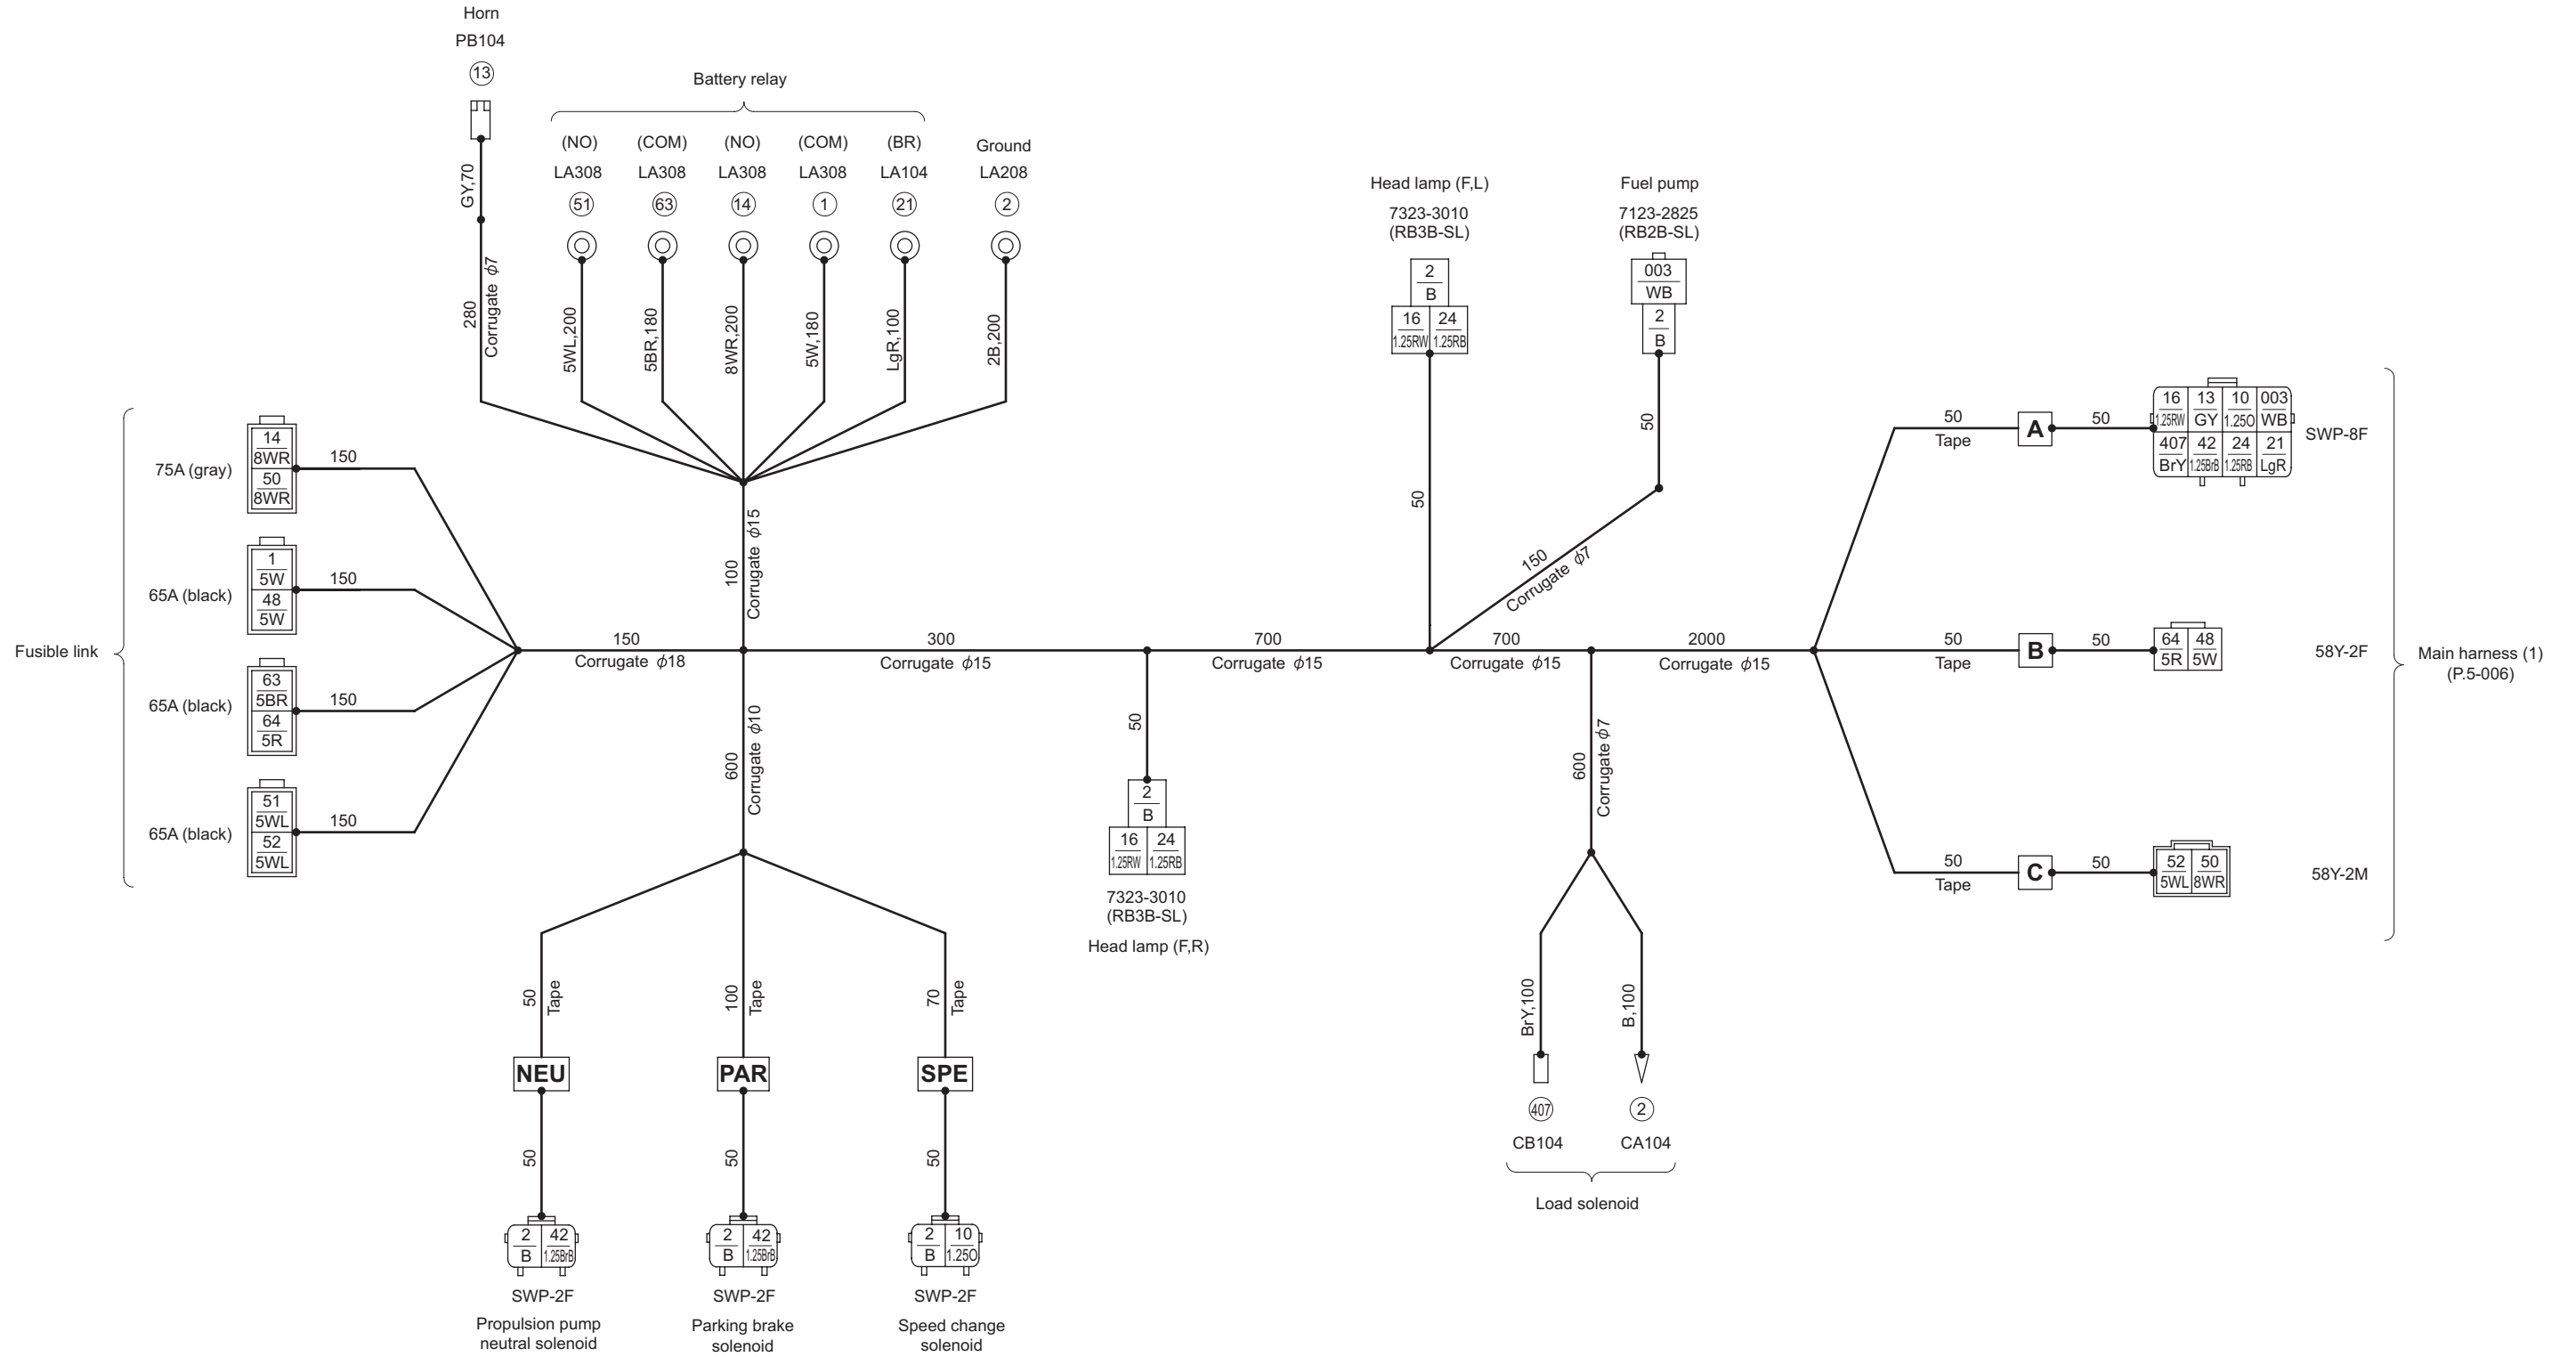 Horn
PB104
13
GY,70
280
Corrugate ϕ7
Battery relay
(NO)
LA308
51
5WL,200
(COM)
LA308
63
5BR,180
(NO)
LA308
14
8WR,200
(COM)
LA308
1
5W,180
(BR)
LA104
21
LgR,100
Ground
LA208
2
2B,200
100
Corrugate ϕ15
Fusible link
75A (gray)
14
8WR
50
8WR
150
65A (black)
1
5W
48
5W
150
65A (black)
63
5BR
64
5R
150
65A (black)
51
5WL
52
5WL
150
150
Corrugate ϕ18
300
Corrugate ϕ15
700
Corrugate ϕ15
700
Corrugate ϕ15
2000
Corrugate ϕ15
Head lamp (F,L)
7323-3010
(RB3B-SL)
2
B
16
1.25RW
24
1.25RB
50
Fuel pump
7123-2825
(RB2B-SL)
003
WB
2
B
50
150
Corrugate ϕ7
50
Tape
A
50
16
1.25RW
13
GY
10
1.25O
003
WB
407
BrY
42
1.25BrB
24
1.25RB
21
LgR
SWP-8F
50
Tape
B
50
64
5R
48
5W
58Y-2F
50
Tape
C
50
52
5WL
50
8WR
58Y-2M
Main harness (1)
(P.5-006)
600
Corrugate ϕ10
50
Tape
NEU
50
2
B
42
1.25BrB
SWP-2F
Propulsion pump
neutral solenoid
100
Tape
PAR
50
2
B
42
1.25BrB
SWP-2F
Parking brake
solenoid
70
Tape
SPE
50
2
B
10
1.25O
SWP-2F
Speed change
solenoid
50
2
B
16
1.25RW
24
1.25RB
7323-3010
(RB3B-SL)
Head lamp (F,R)
600
Corrugate ϕ7
BrY,100
407
CB104
B,100
2
CA104
Load solenoid